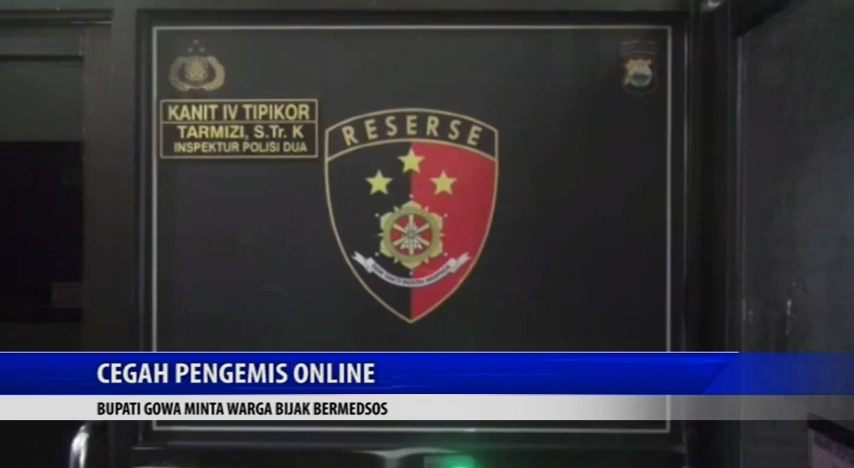 KANIT IV TIPIKOR
TARMIZI, S.Tr. K
INSPEKTUR POLISI DUA
RESERSE
CEGAH PENGEMIS ONLINE
BUPATI GOWA MINTA WARGA BIJAK BERMEDSOS